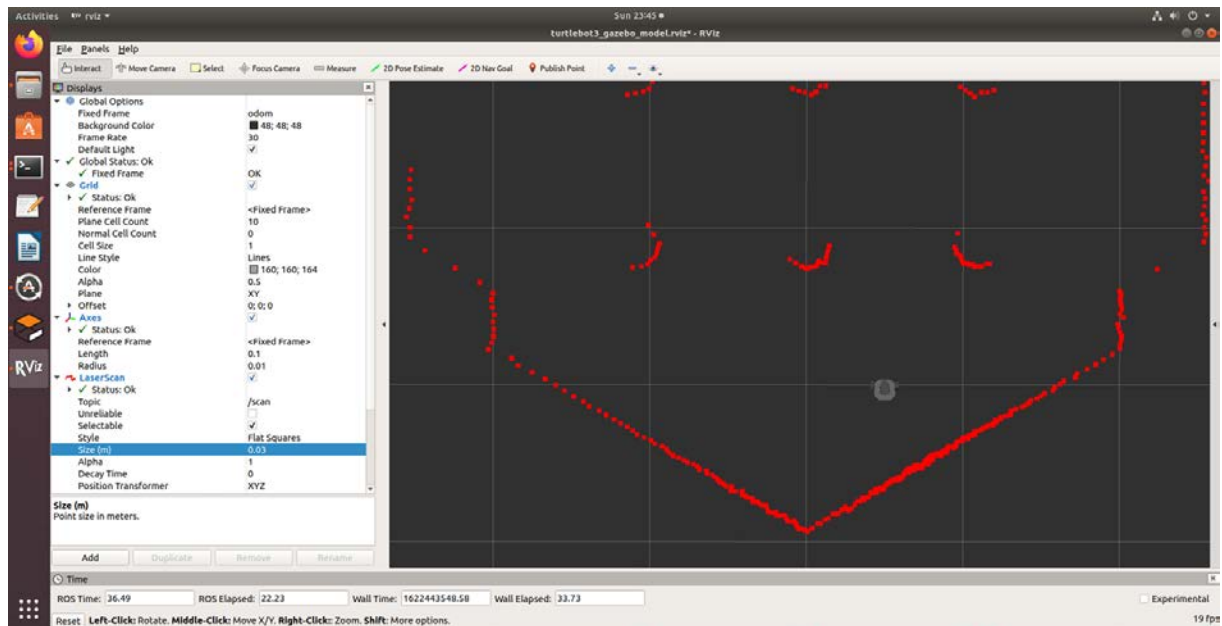 Activities rviz Sun 23:45
turtlebot3_gazebo_model.rviz* - RViz
File Panels Help
Interact Move Camera Select Focus Camera Measure 2D Pose Estimate 2D Nav Goal Publish Point
Displays
Global Options
Fixed Frame odom
Background Color 48; 48; 48
Frame Rate 30
Default Light
Global Status: Ok
Fixed Frame OK
Grid
Status: Ok
Reference Frame <Fixed Frame>
Plane Cell Count 10
Normal Cell Count 0
Cell Size 1
Line Style Lines
Color 160; 160; 164
Alpha 0.5
Plane XY
Offset 0; 0; 0
Axes
Status: Ok
Reference Frame <Fixed Frame>
Length 0.1
Radius 0.01
LaserScan
Status: Ok
Topic /scan
Unreliable
Selectable
Style Flat Squares
Size (m) 0.03
Alpha 1
Decay Time 0
Position Transformer XYZ
Size (m)
Point size in meters.
Add Duplicate Remove Rename
Time
ROS Time: 36.49 ROS Elapsed: 22.23 Wall Time: 1622443548.58 Wall Elapsed: 33.73 Experimental
Reset Left-Click: Rotate. Middle-Click: Move X/Y. Right-Click: Zoom. Shift: More options. 19 fps
RViz